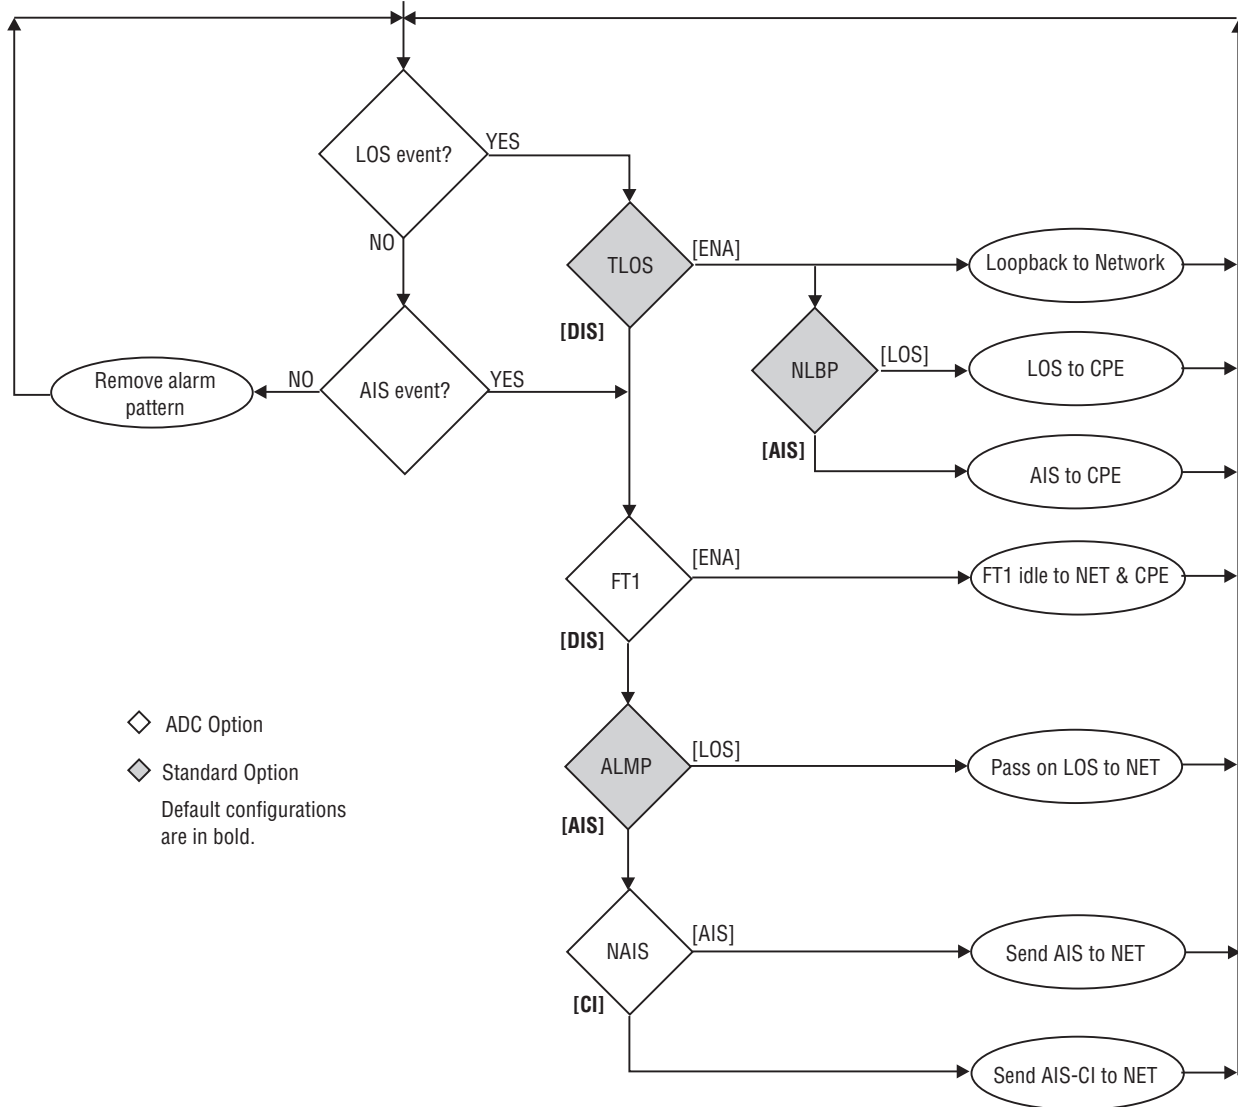 LOS event?
YES
NO
TLOS
[ENA]
[DIS]
Loopback to Network
NLBP
[LOS]
[AIS]
LOS to CPE
AIS to CPE
AIS event?
NO
YES
Remove alarm
pattern
FT1
[ENA]
[DIS]
FT1 idle to NET & CPE
ALMP
[LOS]
[AIS]
Pass on LOS to NET
NAIS
[AIS]
[CI]
Send AIS to NET
Send AIS-CI to NET
ADC Option
Standard Option
Default configurations
are in bold.